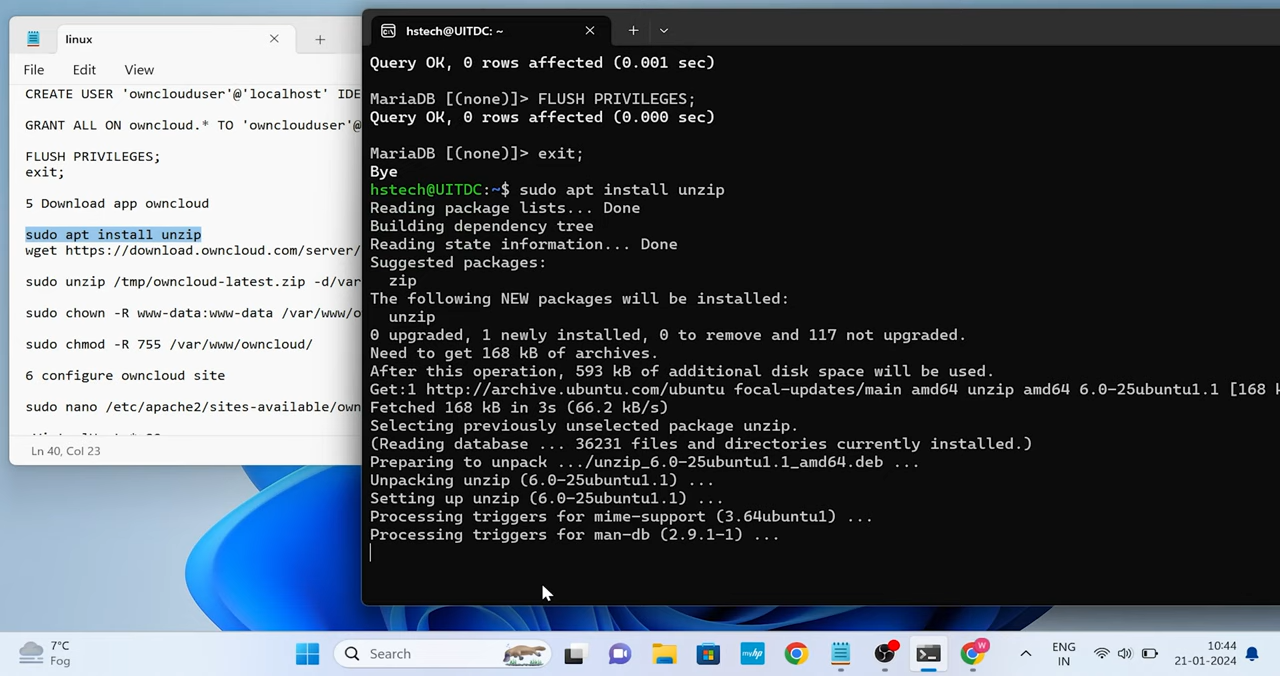 linux
File Edit View
CREATE USER 'ownclouduser'@'localhost' IDE
GRANT ALL ON owncloud.* TO 'ownclouduser'@
FLUSH PRIVILEGES;
exit;
5 Download app owncloud
sudo apt install unzip
wget https://download.owncloud.com/server/
sudo unzip /tmp/owncloud-latest.zip -d/var
sudo chown -R www-data:www-data /var/www/o
sudo chmod -R 755 /var/www/owncloud/
6 configure owncloud site
sudo nano /etc/apache2/sites-available/own
Ln 40, Col 23
hstech@UITDC: ~
Query OK, 0 rows affected (0.001 sec)
MariaDB [(none)]> FLUSH PRIVILEGES;
Query OK, 0 rows affected (0.000 sec)
MariaDB [(none)]> exit;
Bye
hstech@UITDC:~$ sudo apt install unzip
Reading package lists... Done
Building dependency tree
Reading state information... Done
Suggested packages:
zip
The following NEW packages will be installed:
unzip
0 upgraded, 1 newly installed, 0 to remove and 117 not upgraded.
Need to get 168 kB of archives.
After this operation, 593 kB of additional disk space will be used.
Get:1 http://archive.ubuntu.com/ubuntu focal-updates/main amd64 unzip amd64 6.0-25ubuntu1.1 [168 k
Fetched 168 kB in 3s (66.2 kB/s)
Selecting previously unselected package unzip.
(Reading database ... 36231 files and directories currently installed.)
Preparing to unpack .../unzip_6.0-25ubuntu1.1_amd64.deb ...
Unpacking unzip (6.0-25ubuntu1.1) ...
Setting up unzip (6.0-25ubuntu1.1) ...
Processing triggers for mime-support (3.64ubuntu1) ...
Processing triggers for man-db (2.9.1-1) ...
7°C
Fog
Search
myhp
W
ENG
IN
10:44
21-01-2024